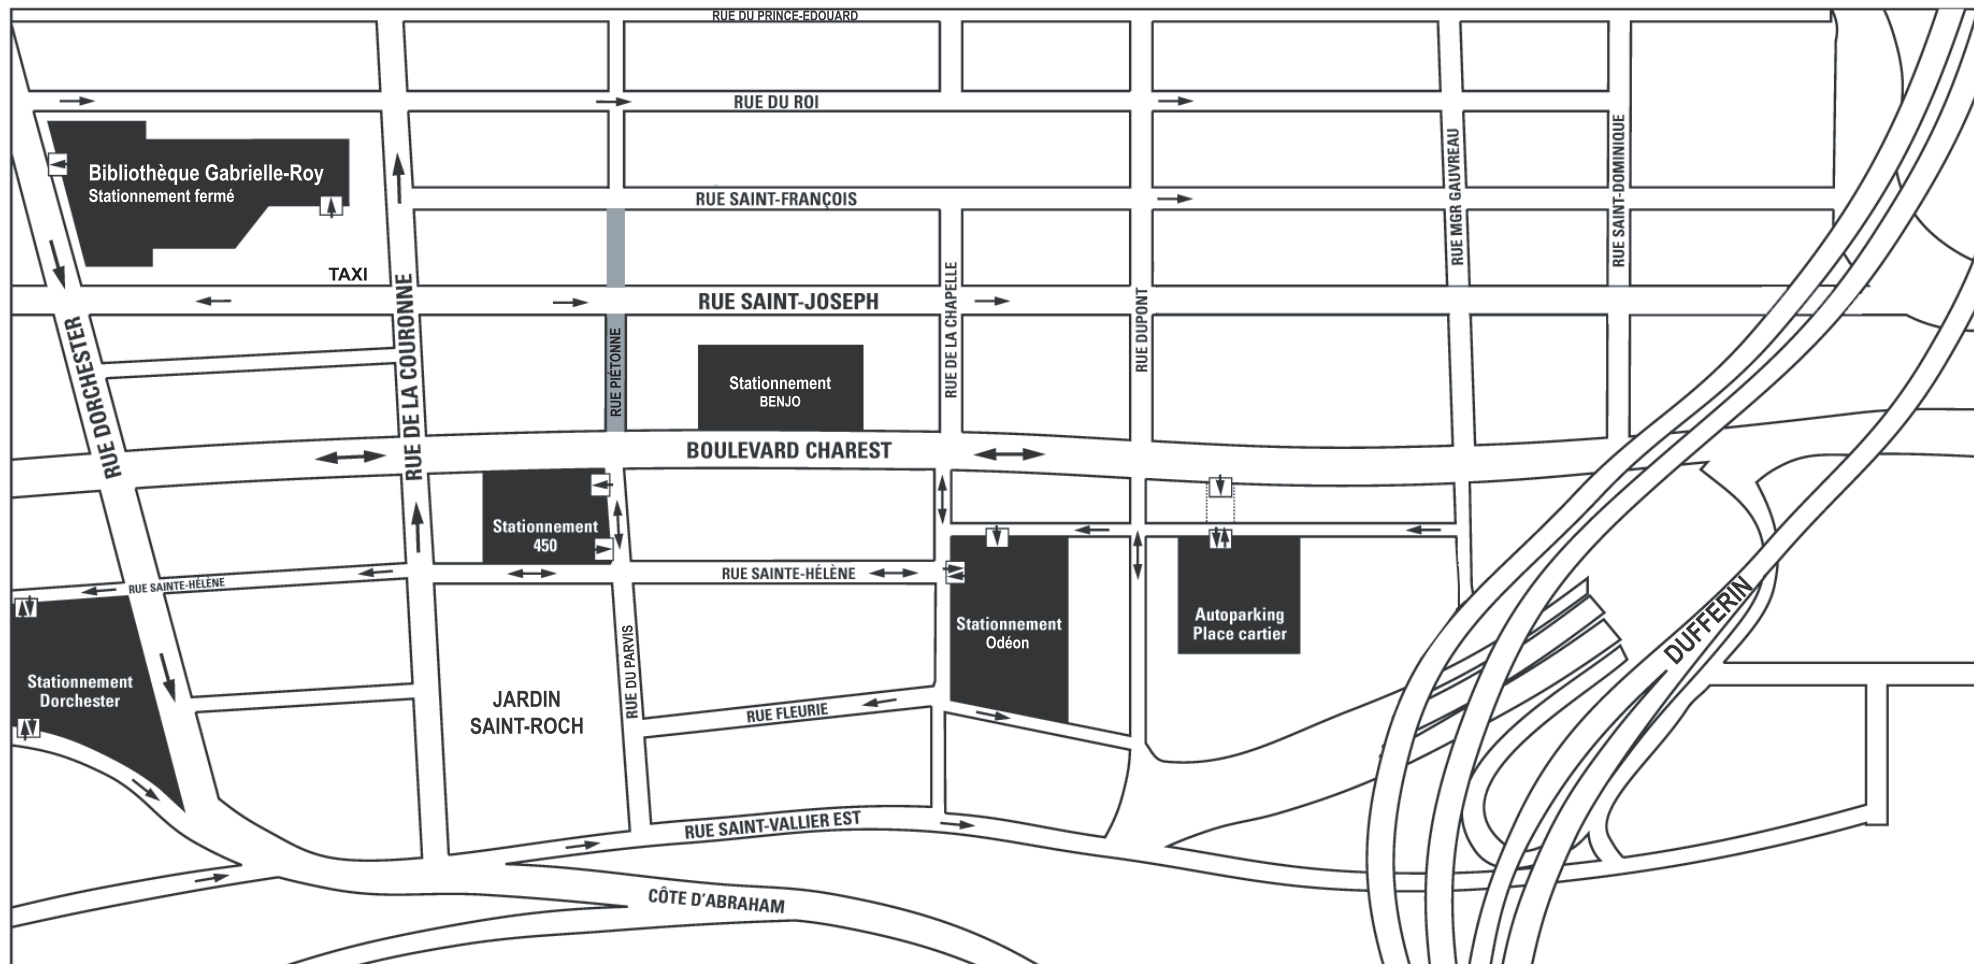 RUE DU PRINCE-EDOUARD
RUE DU ROI
Bibliothèque Gabrielle-Roy
Stationnement fermé
RUE SAINT-FRANÇOIS
RUE MGR GAUVREAU
RUE SAINT-DOMINIQUE
TAXI
RUE SAINT-JOSEPH
RUE DORCHESTER
RUE DE LA COURONNE
RUE PIÉTONNE
RUE DE LA CHAPELLE
RUE DUPONT
Stationnement
BENJO
BOULEVARD CHAREST
Stationnement
450
RUE SAINTE-HÉLÈNE
RUE SAINTE-HÉLÈNE
Stationnement
Odéon
Autoparking
Place cartier
DUFFERIN
Stationnement
Dorchester
JARDIN
SAINT-ROCH
RUE DU PARVIS
RUE FLEURIE
RUE SAINT-VALLIER EST
CÔTE D'ABRAHAM